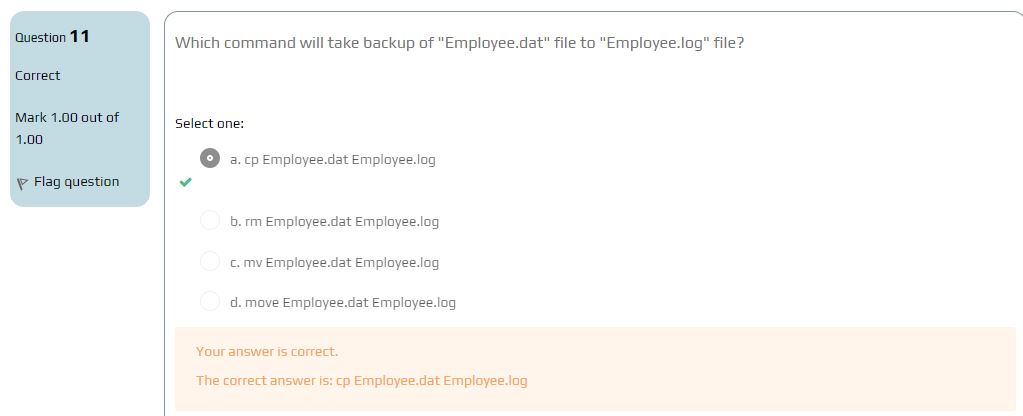 Question 11
Correct
Mark 1.00 out of
1.00
Flag question
Which command will take backup of "Employee.dat" file to "Employee.log" file?
Select one:
a. cp Employee.dat Employee.log
b. rm Employee.dat Employee.log
c. mv Employee.dat Employee.log
d. move Employee.dat Employee.log
Your answer is correct.
The correct answer is: cp Employee.dat Employee.log